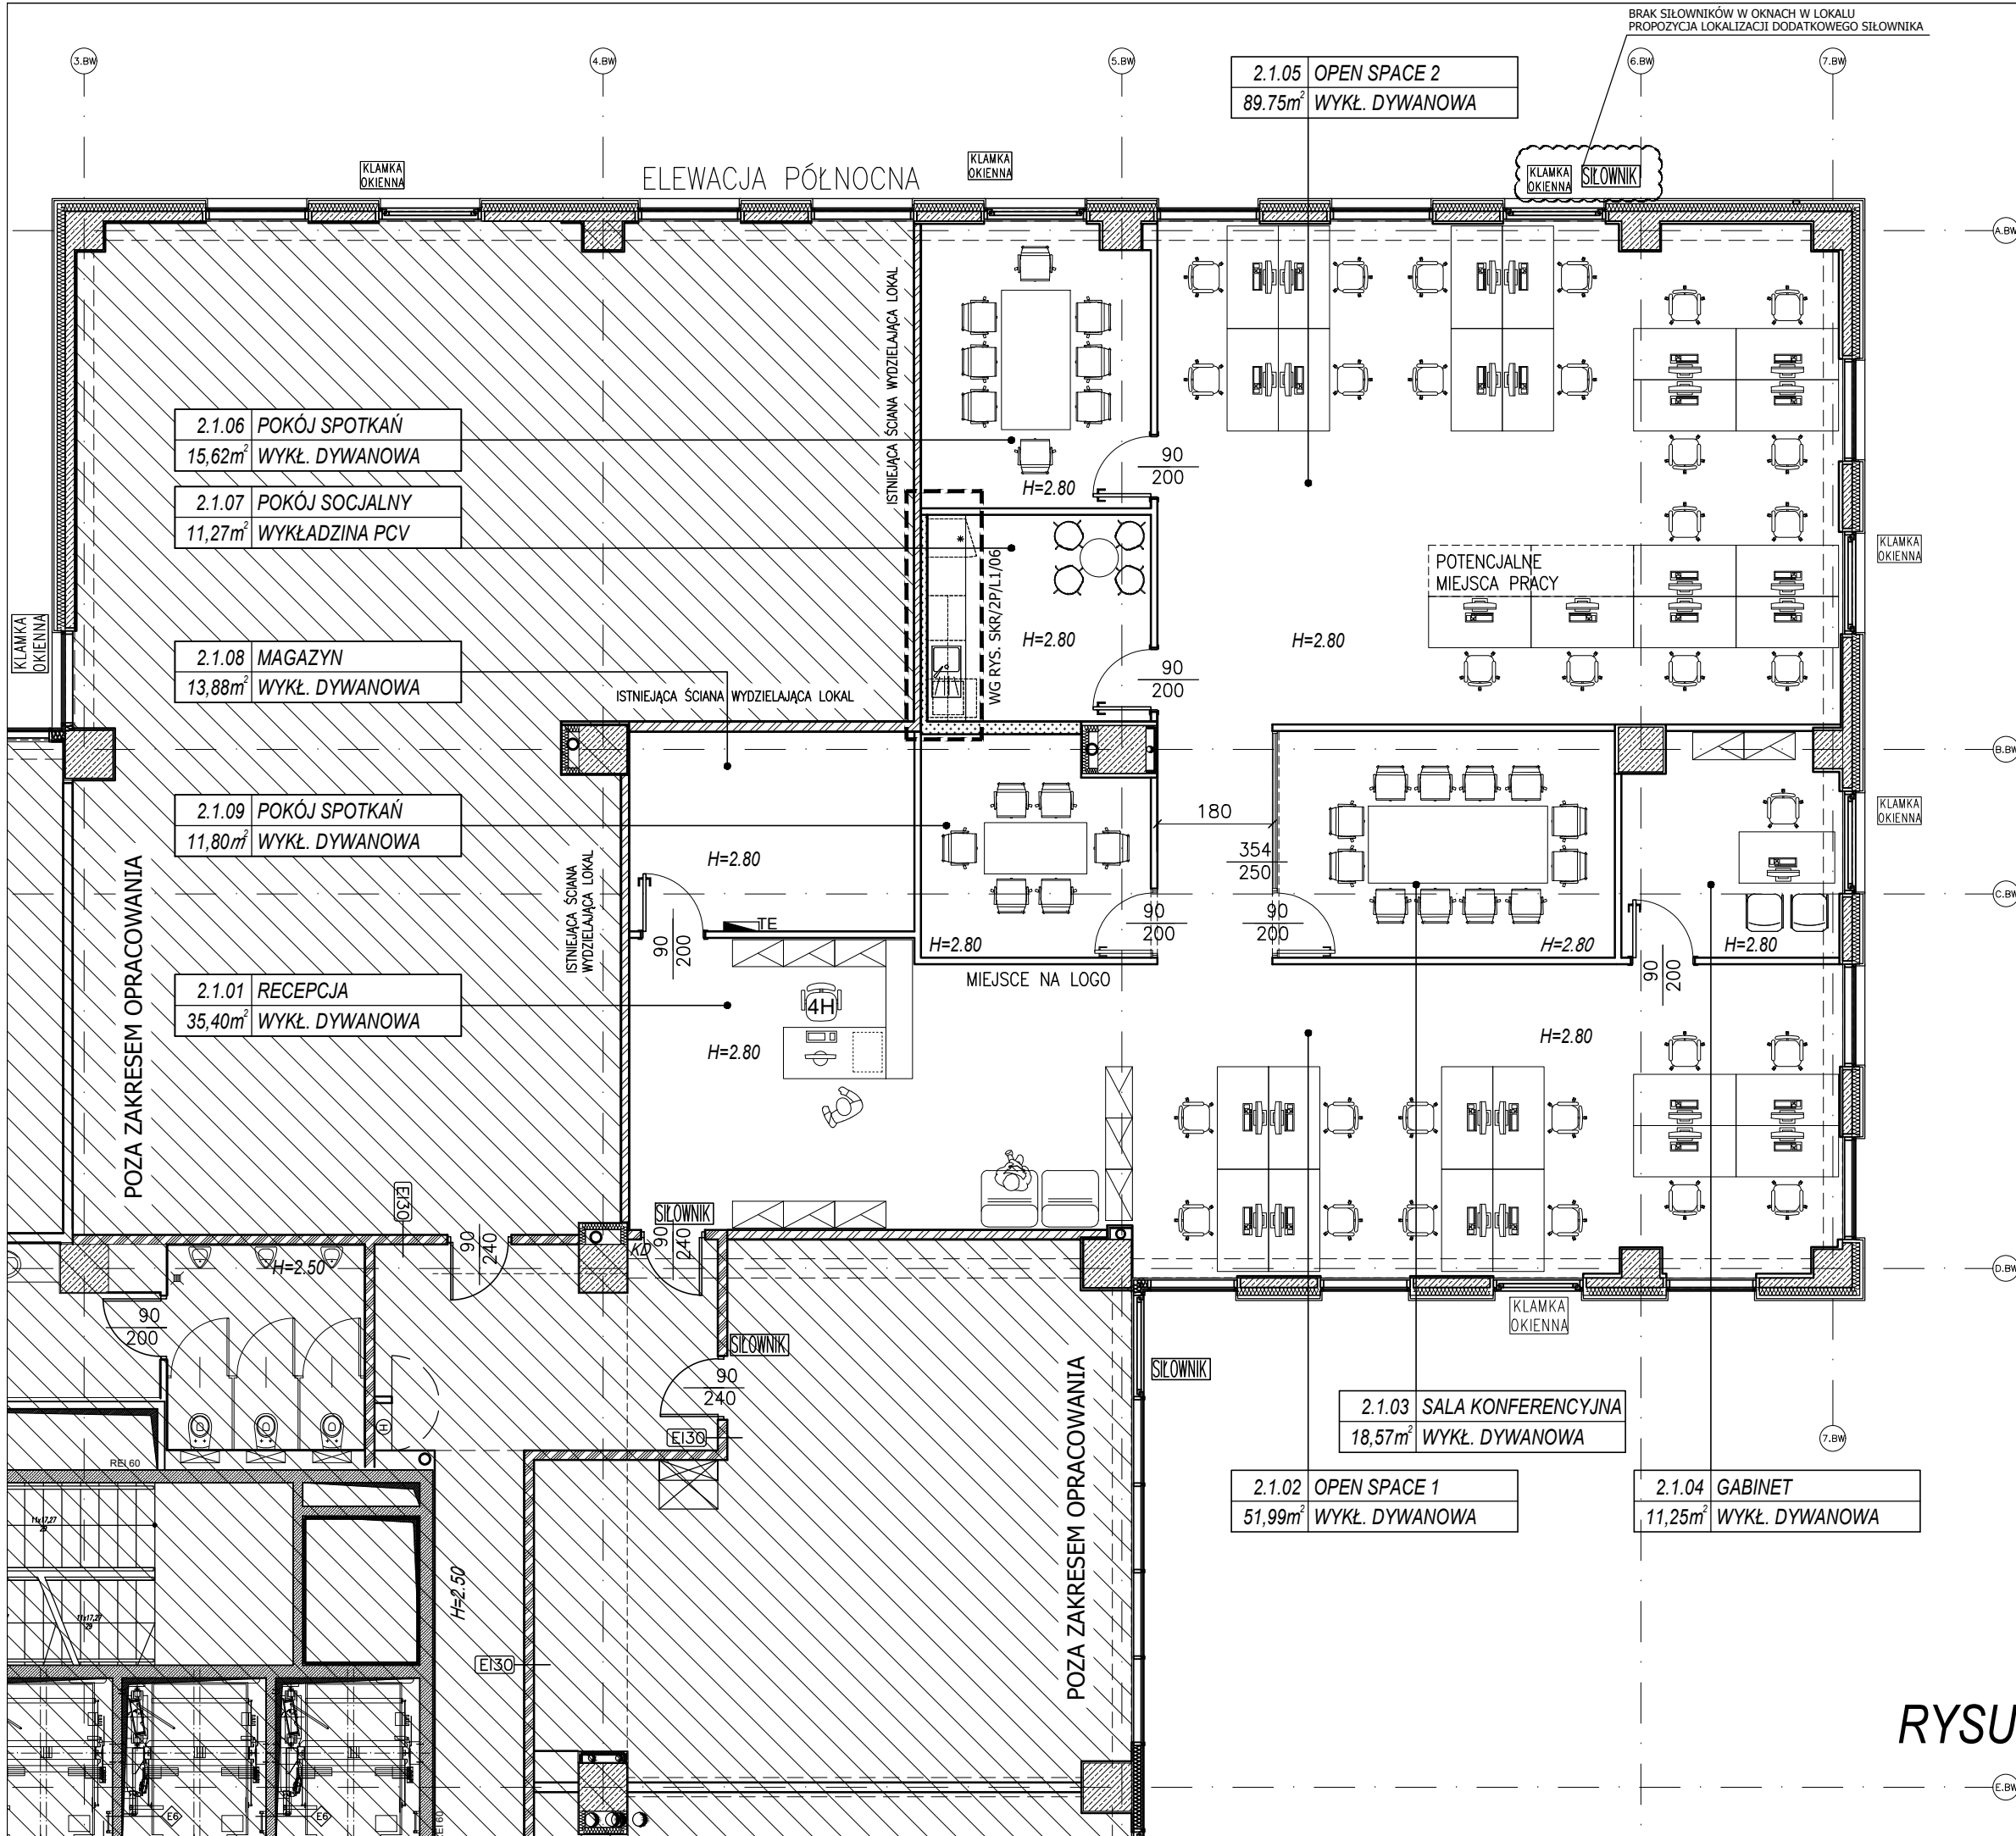 BRAK SIŁOWNIKÓW W OKNACH W LOKALU
PROPOZYCJA LOKALIZACJI DODATKOWEGO SIŁOWNIKA
3.BW
4.BW
5.BW
6.BW
7.BW
2.1.05 OPEN SPACE 2
89.75m² WYKŁ. DYWANOWA
KLAMKA
OKIENNA
ELEWACJA PÓŁNOCNA
KLAMKA
OKIENNA
KLAMKA
OKIENNA
SIŁOWNIK
A.BW
ISTNIEJĄCA ŚCIANA WYDZIELAJĄCA LOKAL
2.1.06 POKÓJ SPOTKAŃ
15,62m² WYKŁ. DYWANOWA
90
200
H=2.80
2.1.07 POKÓJ SOCJALNY
11,27m² WYKŁADZINA PCV
KLAMKA
OKIENNA
POTENCJALNE
MIEJSCA PRACY
WG RYS. SKR/2P/L1/06
H=2.80
H=2.80
KLAMKA
OKIENNA
2.1.08 MAGAZYN
13,88m² WYKŁ. DYWANOWA
ISTNIEJĄCA ŚCIANA WYDZIELAJĄCA LOKAL
90
200
B.BW
2.1.09 POKÓJ SPOTKAŃ
11,80m² WYKŁ. DYWANOWA
180
KLAMKA
OKIENNA
H=2.80
354
250
ISTNIEJĄCA ŚCIANA
WYDZIELAJĄCA LOKAL
C.BW
POZA ZAKRESEM OPRACOWANIA
TE
90
200
90
200
90
200
H=2.80
H=2.80
H=2.80
90
200
MIEJSCE NA LOGO
2.1.01 RECEPCJA
35,40m² WYKŁ. DYWANOWA
4H
H=2.80
H=2.80
EI30
SIŁOWNIK
90
240
KD
90
240
H=2.50
D.BW
90
200
KLAMKA
OKIENNA
SIŁOWNIK
SIŁOWNIK
90
240
POZA ZAKRESEM OPRACOWANIA
2.1.03 SALA KONFERENCYJNA
18,57m² WYKŁ. DYWANOWA
H
EI30
7.BW
REI 60
2.1.02 OPEN SPACE 1
51,99m² WYKŁ. DYWANOWA
2.1.04 GABINET
11,25m² WYKŁ. DYWANOWA
11x17,27
29
H=2.50
11x17,27
29
EI30
RYSU
E.BW
E6
E6
REI 60